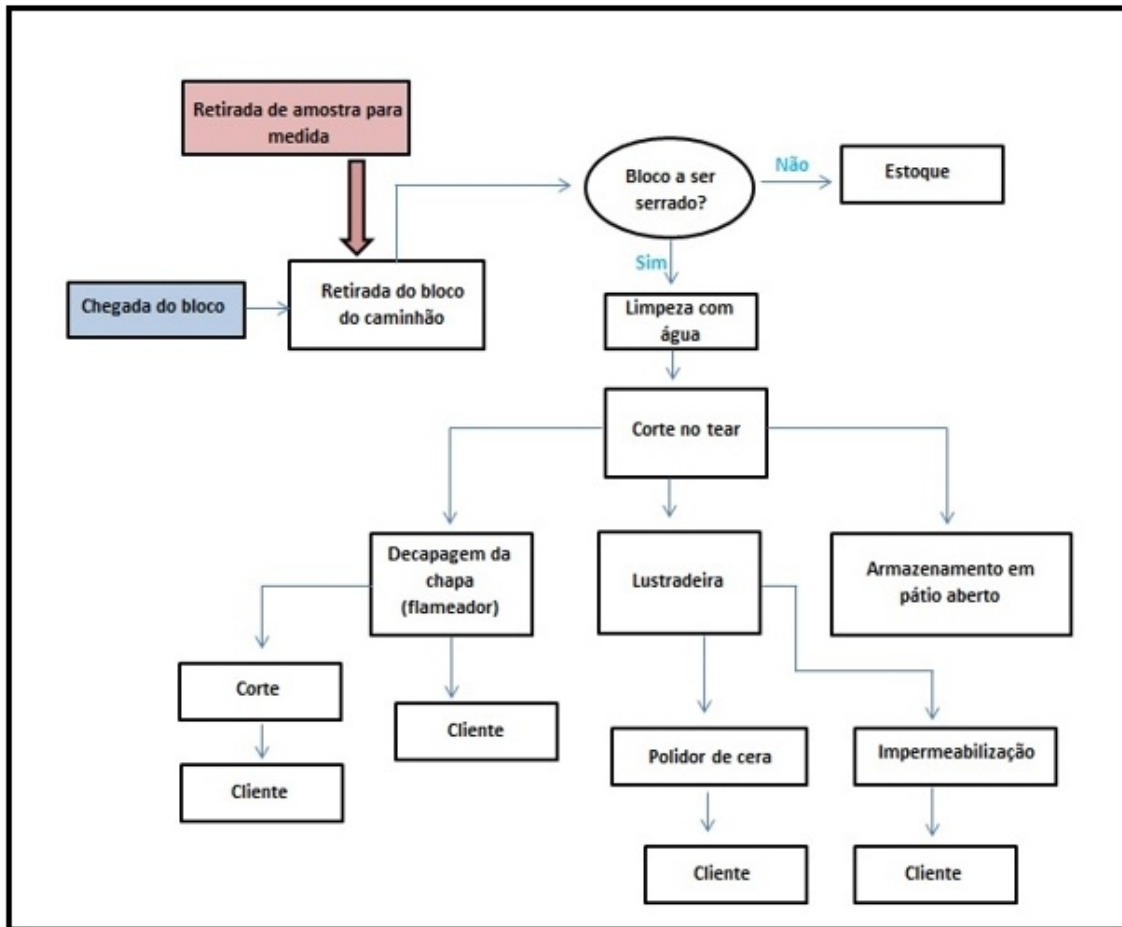 Retirada de amostra para
medida
Bloco a ser
serrado?
Não
Estoque
Sim
Chegada do bloco
Retirada do bloco
do caminhão
Limpeza com
água
Corte no tear
Decapagem da
chapa
(flameador)
Lustradeira
Armazenamento em
pátio aberto
Corte
Cliente
Cliente
Polidor de cera
Impermeabilização
Cliente
Cliente